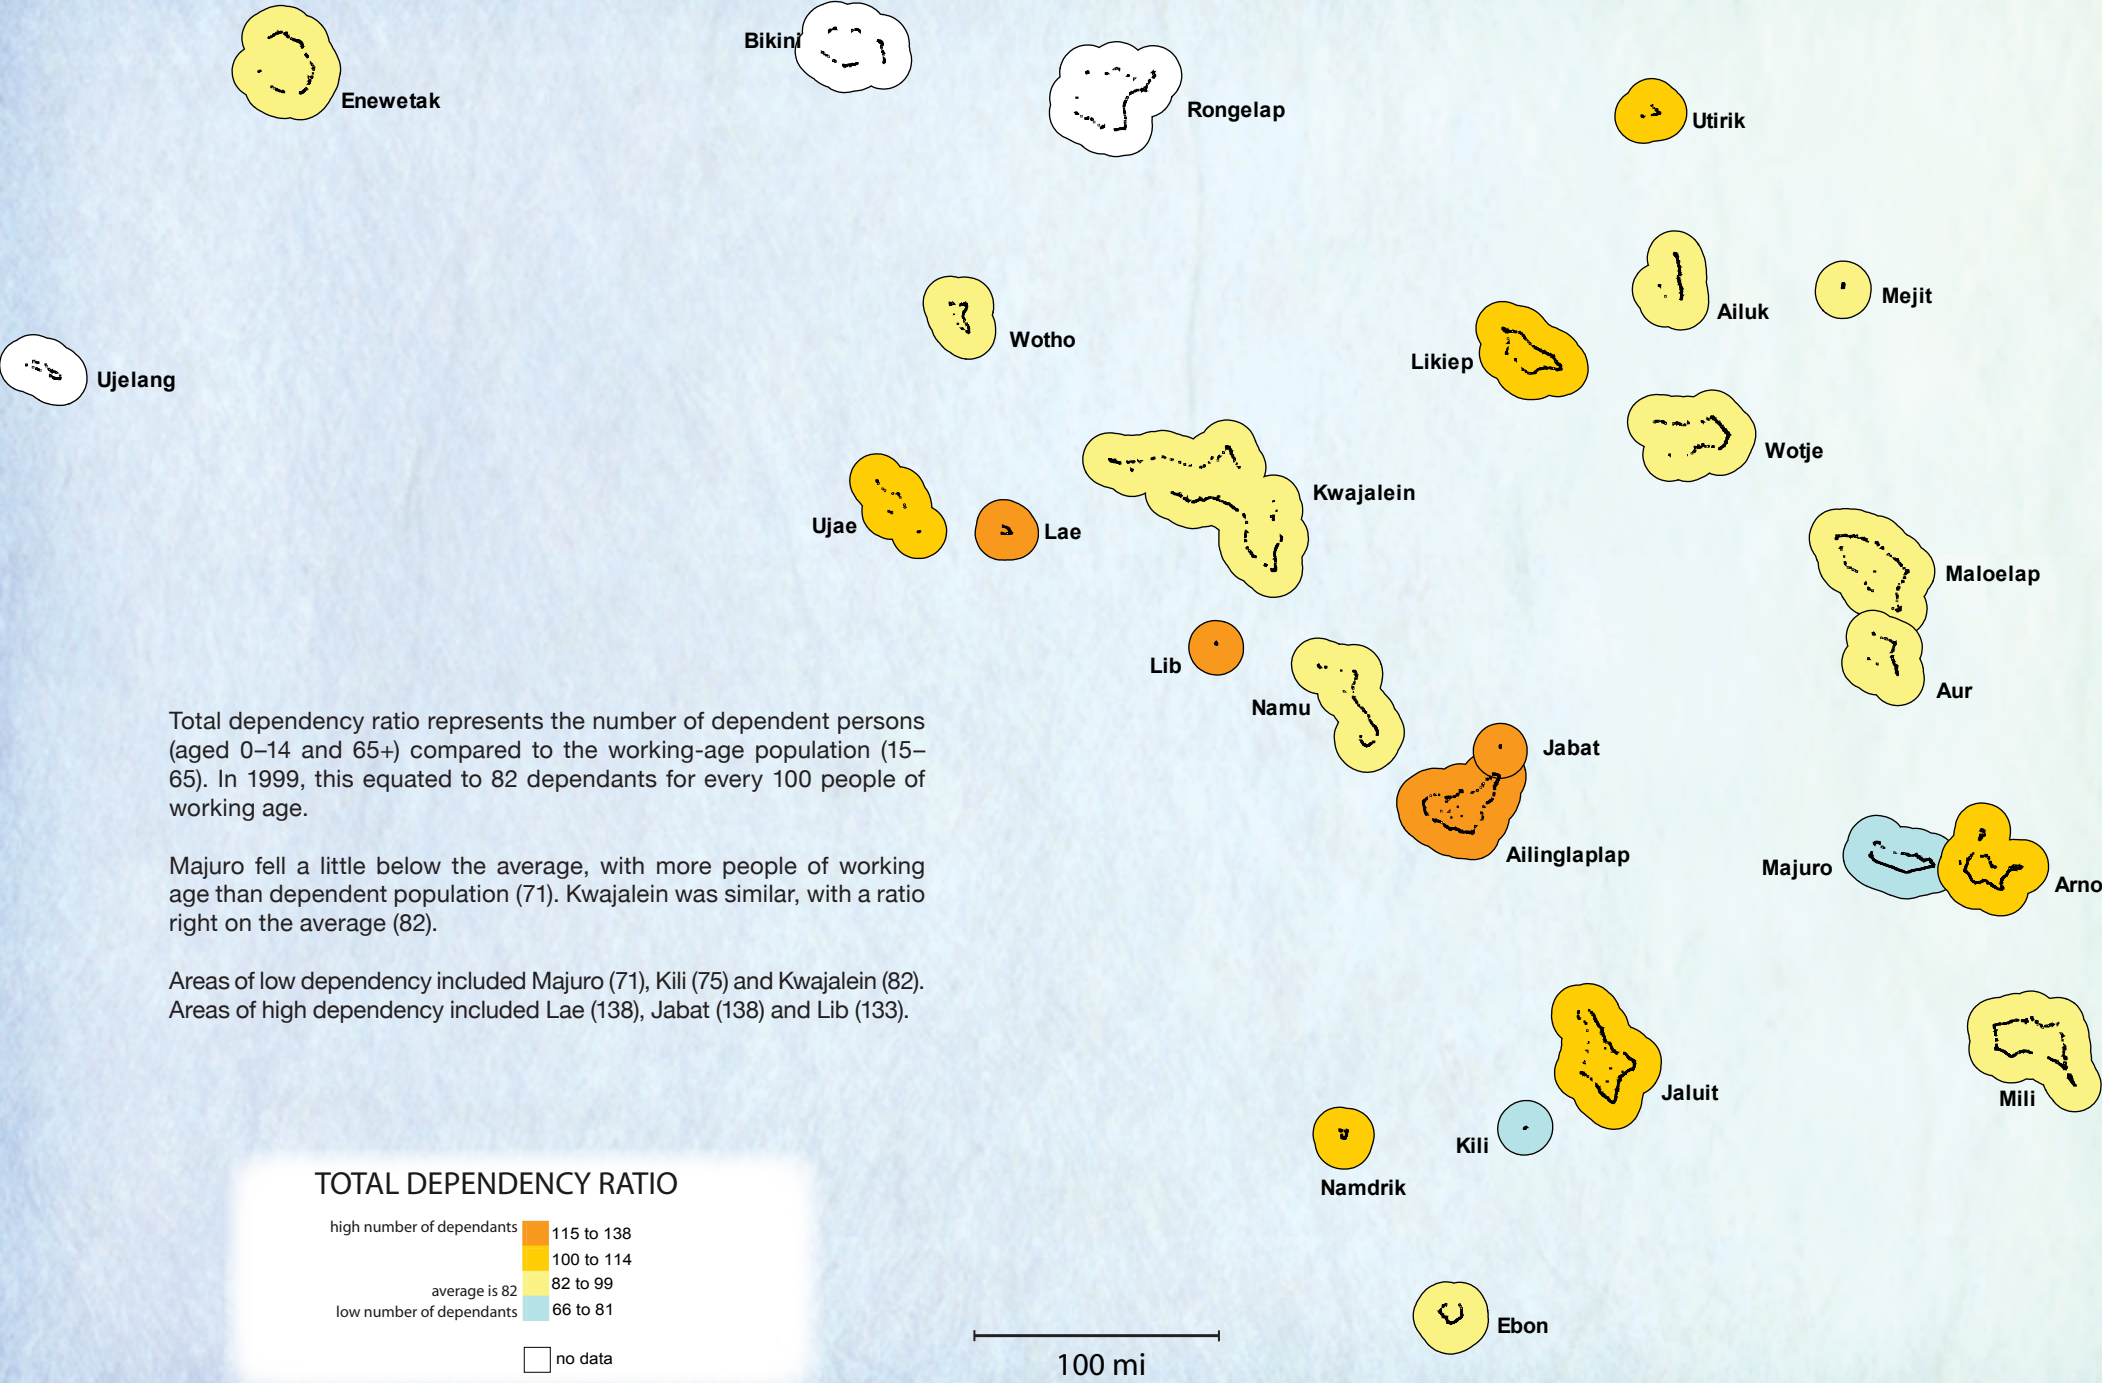 Bikini
Enewetak
Rongelap
Utirik
Ailuk
Mejit
Wotho
Likiep
Ujelang
Wotje
Kwajalein
Ujae
Lae
Maloelap
Lib
Namu
Aur
Jabat
Ailinglaplap
Majuro
Arno
Total dependency ratio represents the number of dependent persons
(aged 0–14 and 65+) compared to the working-age population (15–
65). In 1999, this equated to 82 dependants for every 100 people of
working age.
Majuro fell a little below the average, with more people of working
age than dependent population (71). Kwajalein was similar, with a ratio
right on the average (82).
Areas of low dependency included Majuro (71), Kili (75) and Kwajalein (82).
Areas of high dependency included Lae (138), Jabat (138) and Lib (133).
Jaluit
Mili
Kili
Namdrik
Ebon
TOTAL DEPENDENCY RATIO
high number of dependants 115 to 138
100 to 114
average is 82 82 to 99
low number of dependants 66 to 81
no data
100 mi